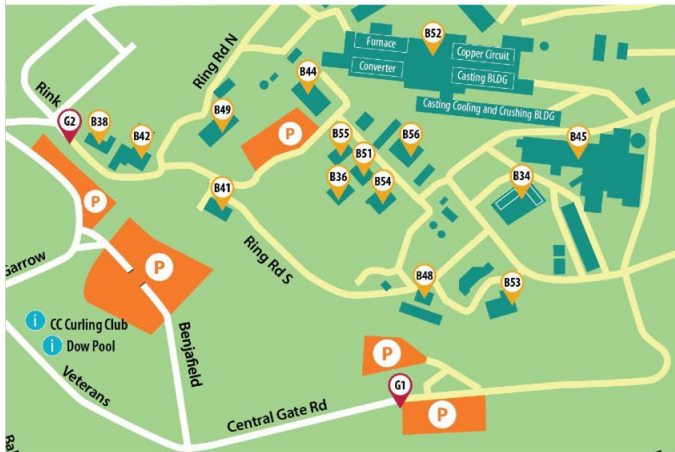 B52
Furnace
Copper Circuit
Converter
Casting BLDG
Casting Cooling and Crushing BLDG
Ring Rd N
B44
Rink
G2
B38
B42
B49
P
B55
B56
B51
B45
B36
B54
B34
B41
P
P
Garrow
Ring Rd S
B48
B53
i CC Curling Club
i Dow Pool
Benjafield
P
Veterans
Central Gate Rd
G1
P